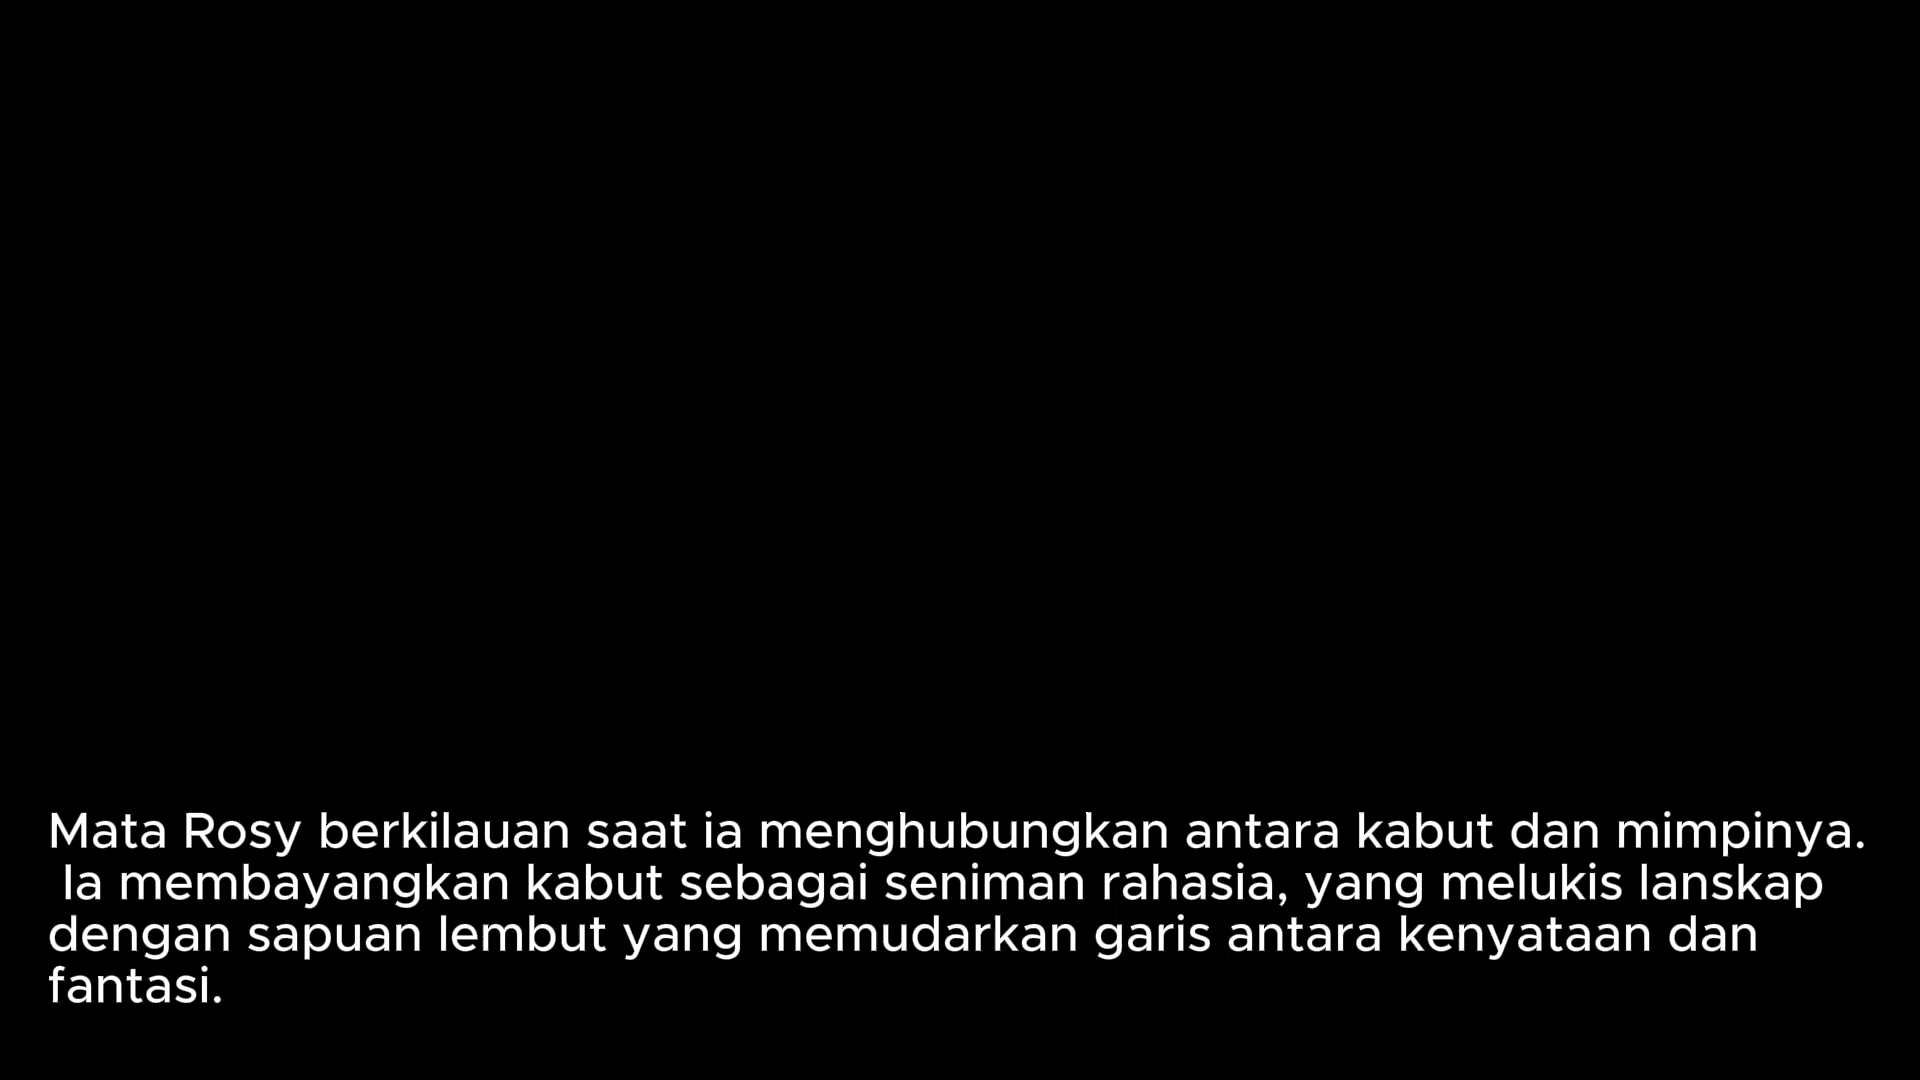 Mata Rosy berkilauan saat ia menghubungkan antara kabut dan mimpinya.
Ia membayangkan kabut sebagai seniman rahasia, yang melukis lanskap
dengan sapuan lembut yang memudarkan garis antara kenyataan dan
fantasi.